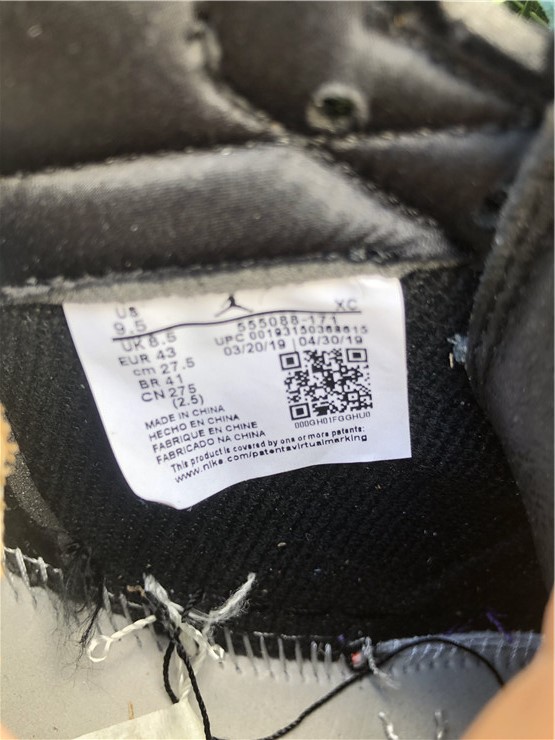 US
9.5
XC
UK 8.5
555088-171
EUR 43
UPC 00193150368615
cm 27.5
03/20/19 | 04/30/19
BR 41
CN 275
(2.5)
MADE IN CHINA
HECHO EN CHINA
FABRIQUE EN CHINE
FABRICADO NA CHINA
000GH01FGGHU0
This product is covered by one or more patents:
www.nike.com/patentsvirtualmarking